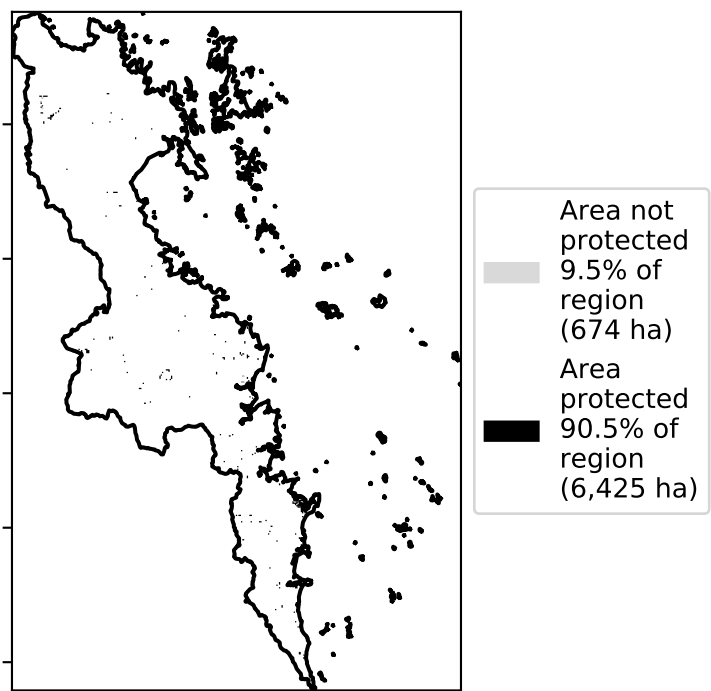 Area not
protected
9.5% of
region
(674 ha)
Area
protected
90.5% of
region
(6,425 ha)